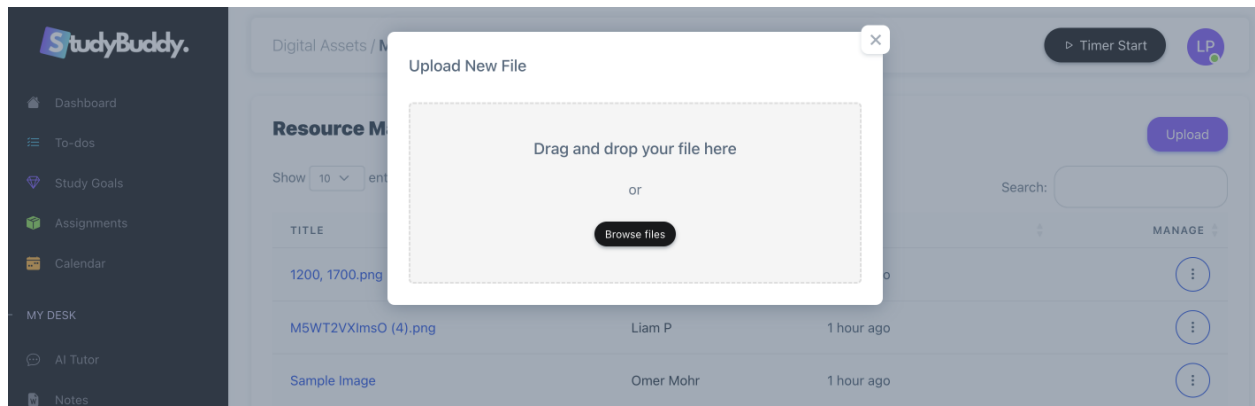 StudyBuddy.
Dashboard
To-dos
Study Goals
Assignments
Calendar
MY DESK
AI Tutor
Notes
Digital Assets / M
Timer Start
LP
Upload New File
×
Drag and drop your file here
or
Browse files
Resource M
Upload
Show 10 ent
Search:
TITLE MANAGE
1200, 1700.png o
M5WT2VXlmsO (4).png Liam P 1 hour ago
Sample Image Omer Mohr 1 hour ago